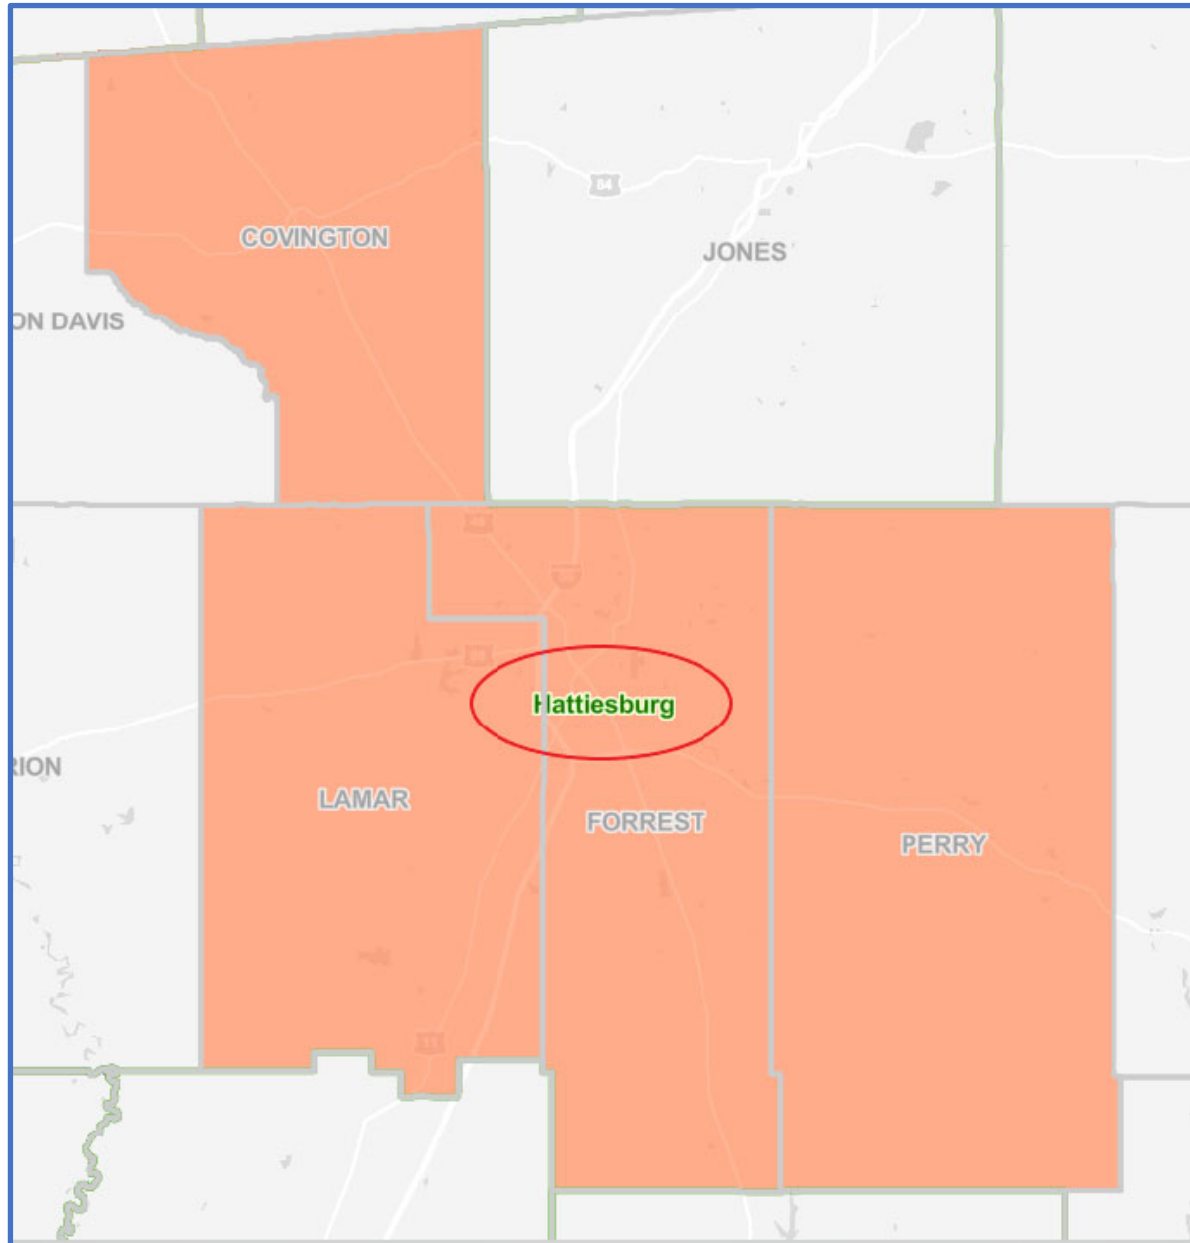 COVINGTON
84
JONES
ON DAVIS
Hattiesburg
RION
LAMAR
FORREST
PERRY